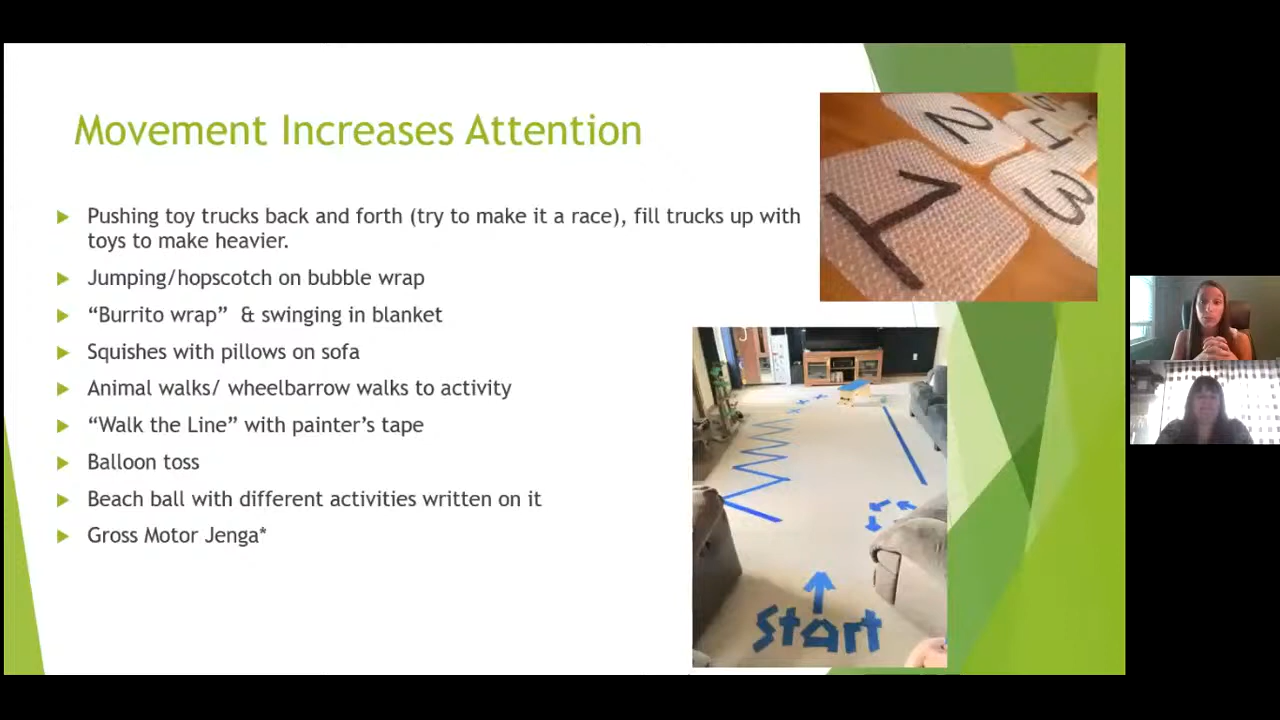 Movement Increases Attention
Pushing toy trucks back and forth (try to make it a race), fill trucks up with
toys to make heavier.
Jumping/hopscotch on bubble wrap
“Burrito wrap” & swinging in blanket
Squishes with pillows on sofa
Animal walks/ wheelbarrow walks to activity
“Walk the Line” with painter’s tape
Balloon toss
Beach ball with different activities written on it
Gross Motor Jenga*
1
2
3
4
5
start